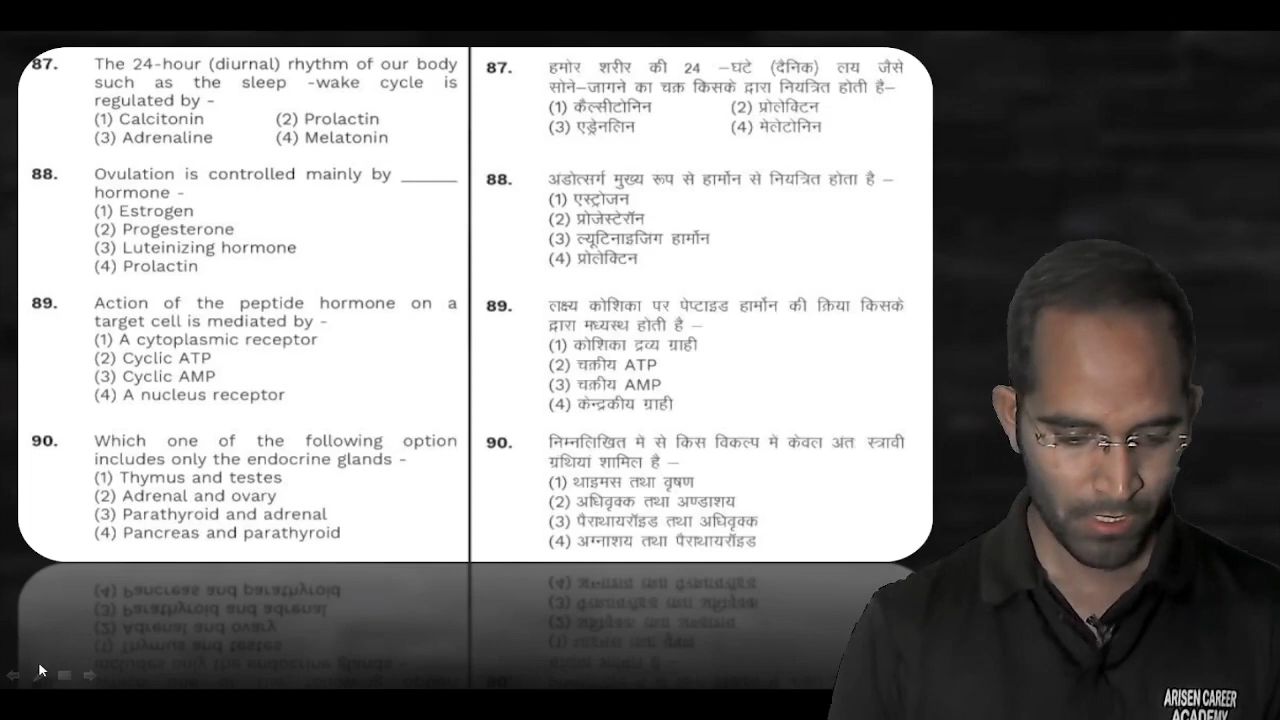 87. The 24-hour (diurnal) rhythm of our body
such as the sleep -wake cycle is
regulated by -
(1) Calcitonin (2) Prolactin
(3) Adrenaline (4) Melatonin
88. Ovulation is controlled mainly by ______
hormone -
(1) Estrogen
(2) Progesterone
(3) Luteinizing hormone
(4) Prolactin
89. Action of the peptide hormone on a
target cell is mediated by -
(1) A cytoplasmic receptor
(2) Cyclic ATP
(3) Cyclic AMP
(4) A nucleus receptor
90. Which one of the following option
includes only the endocrine glands -
(1) Thymus and testes
(2) Adrenal and ovary
(3) Parathyroid and adrenal
(4) Pancreas and parathyroid
87. हमोर शरीर की 24 –घटे (दैनिक) लय जैसे
सोने–जागने का चक्र किसके द्वारा नियत्रित होती है–
(1) कैल्सीटोनिन (2) प्रोलेक्टिन
(3) एड्रेनलिन (4) मेलेटोनिन
88. अंडोत्सर्ग मुख्य रूप से हार्मोन से नियत्रित होता है –
(1) एस्ट्रोजन
(2) प्रोजेस्टेरॉन
(3) ल्यूटिनाइजिग हार्मोन
(4) प्रोलेक्टिन
89. लक्ष्य कोशिका पर पेप्टाइड हार्मोन की क्रिया किसके
द्वारा मध्यस्थ होती है –
(1) कोशिका द्रव्य ग्राही
(2) चक्रीय ATP
(3) चक्रीय AMP
(4) केन्द्रकीय ग्राही
90. निम्नलिखित मे से किस विकल्प में केवल अंत स्त्रावी
ग्रंथियां शामिल है –
(1) थाइमस तथा वृषण
(2) अधिवृक्क तथा अण्डाशय
(3) पैराथायरॉइड तथा अधिवृक्क
(4) अग्नाशय तथा पैराथायरॉइड
ARISEN CAREER
ACADEMY